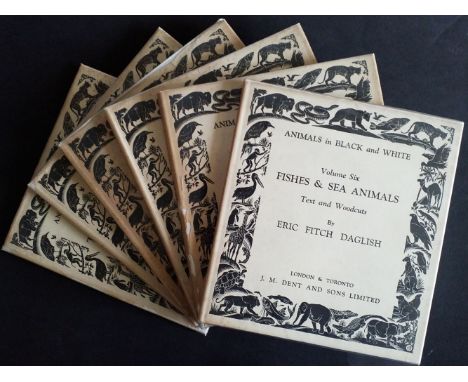 ANIMALS in BLACK and WHITE
Volume Six
FISHES & SEA ANIMALS
Text and Woodcuts
By
ERIC FITCH DAGLISH
LONDON & TORONTO
J. M. DENT AND SONS LIMITED